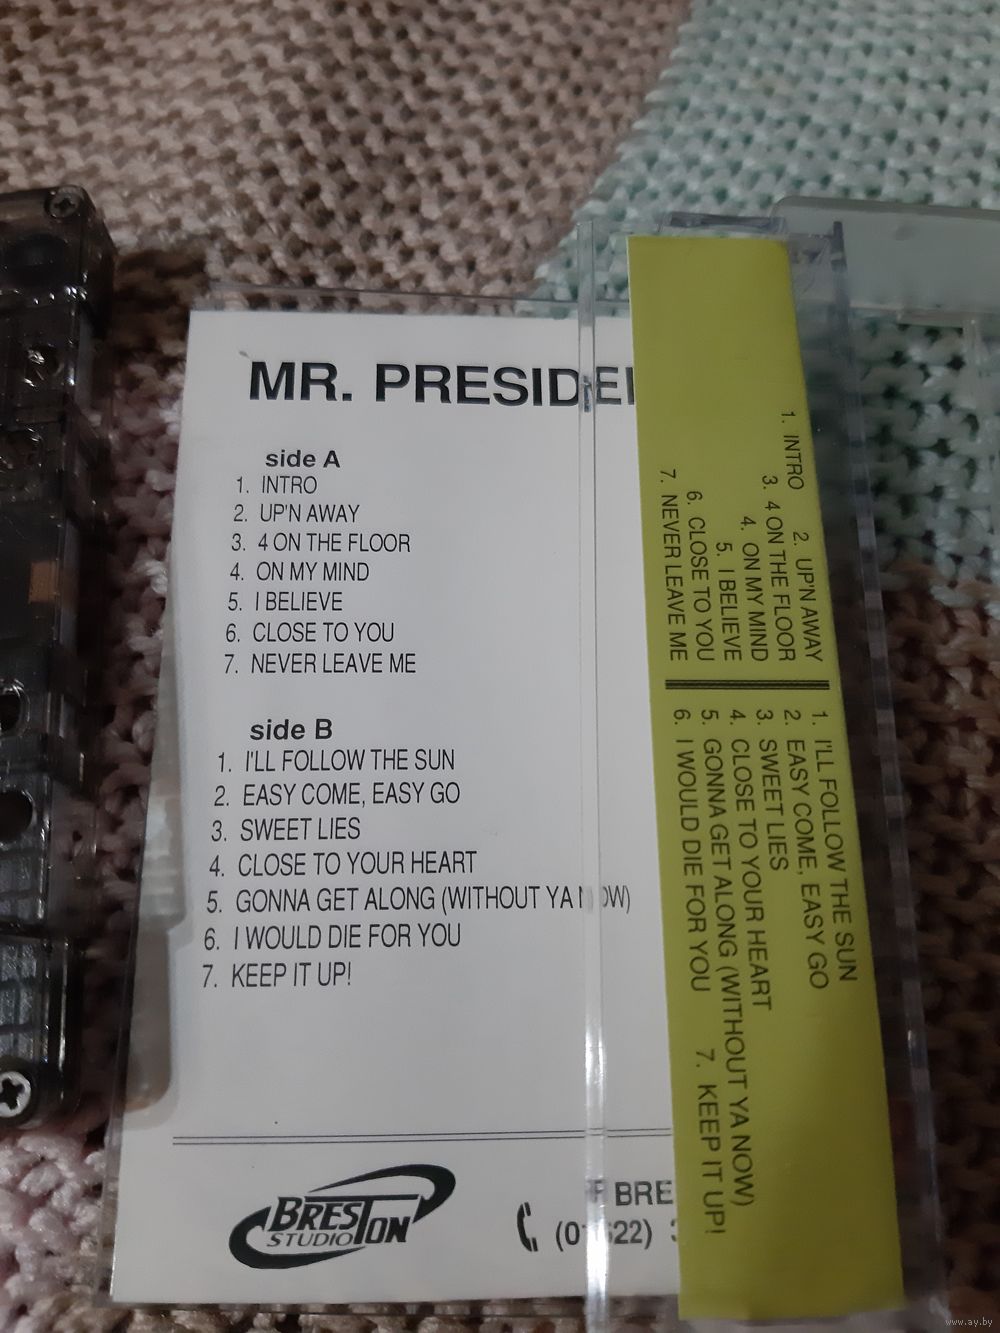 MR. PRESIDE
side A
1. INTRO
2. UP'N AWAY
3. 4 ON THE FLOOR
4. ON MY MIND
5. I BELIEVE
6. CLOSE TO YOU
7. NEVER LEAVE ME
side B
1. I'LL FOLLOW THE SUN
2. EASY COME, EASY GO
3. SWEET LIES
4. CLOSE TO YOUR HEART
5. GONNA GET ALONG (WITHOUT YA NOW)
6. I WOULD DIE FOR YOU
7. KEEP IT UP!
BRESTON
STUDIO
BRE
1. INTRO 2. UP'N AWAY
3. 4 ON THE FLOOR
4. ON MY MIND
5. I BELIEVE
6. CLOSE TO YOU
7. NEVER LEAVE ME
1. I'LL FOLLOW THE SUN
2. EASY COME, EASY GO
3. SWEET LIES
4. CLOSE TO YOUR HEART
5. GONNA GET ALONG (WITHOUT YA NOW)
6. I WOULD DIE FOR YOU 7. KEEP IT UP!
www.ay.by